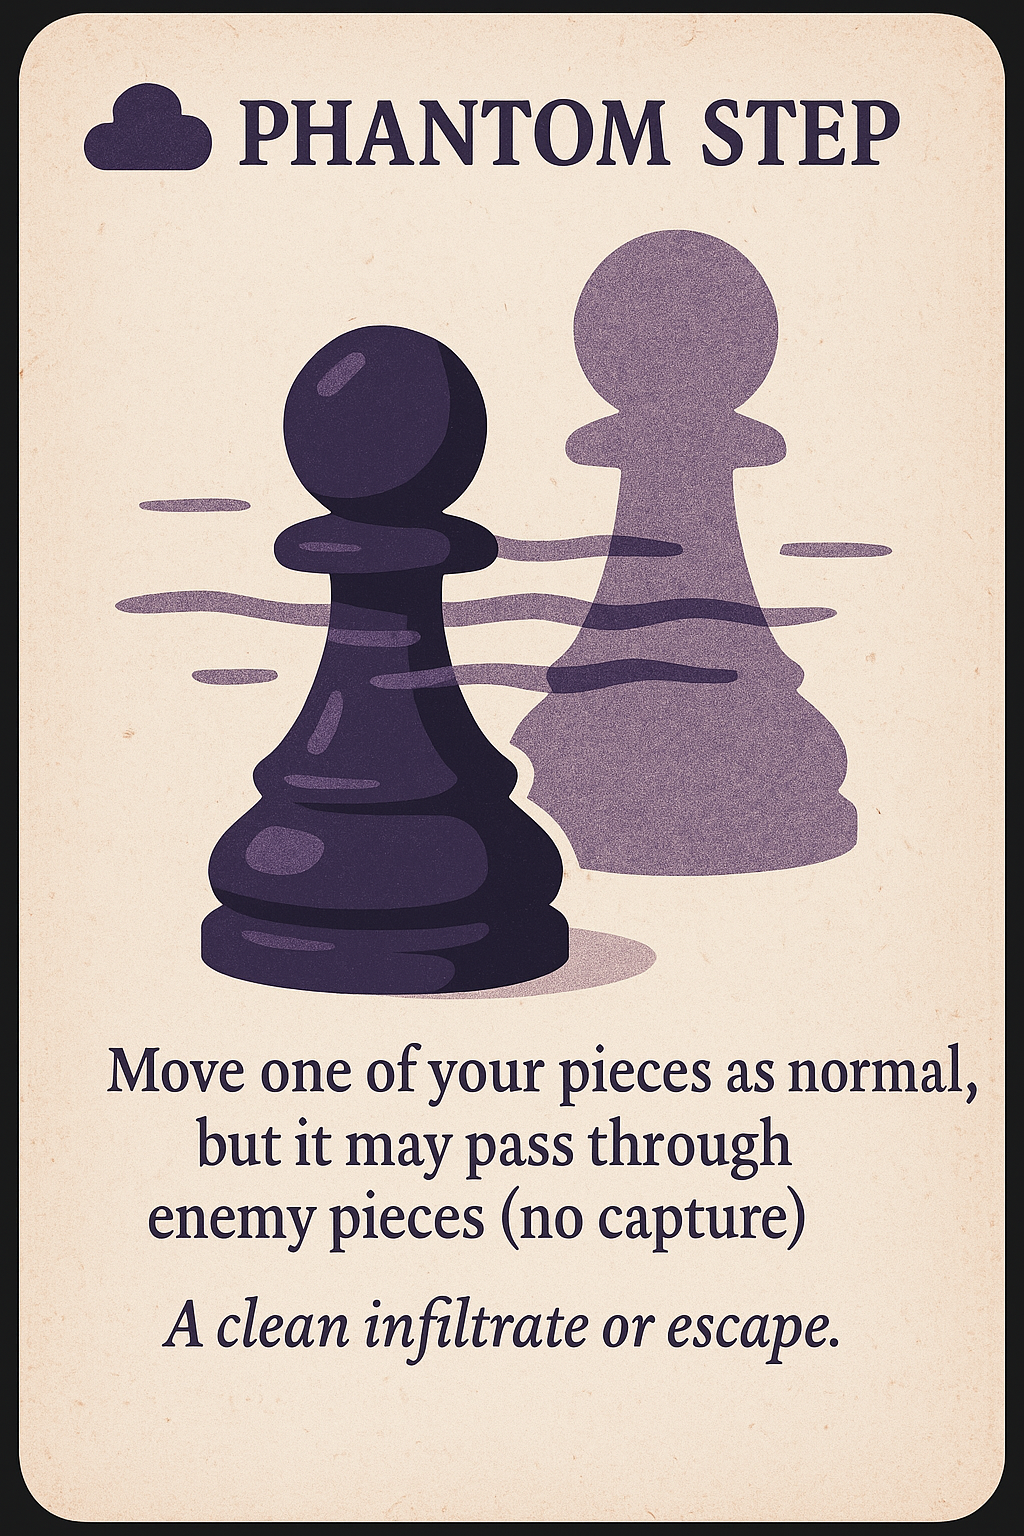 PHANTOM STEP
Move one of your pieces as normal,
but it may pass through
enemy pieces (no capture)
A clean infiltrate or escape.